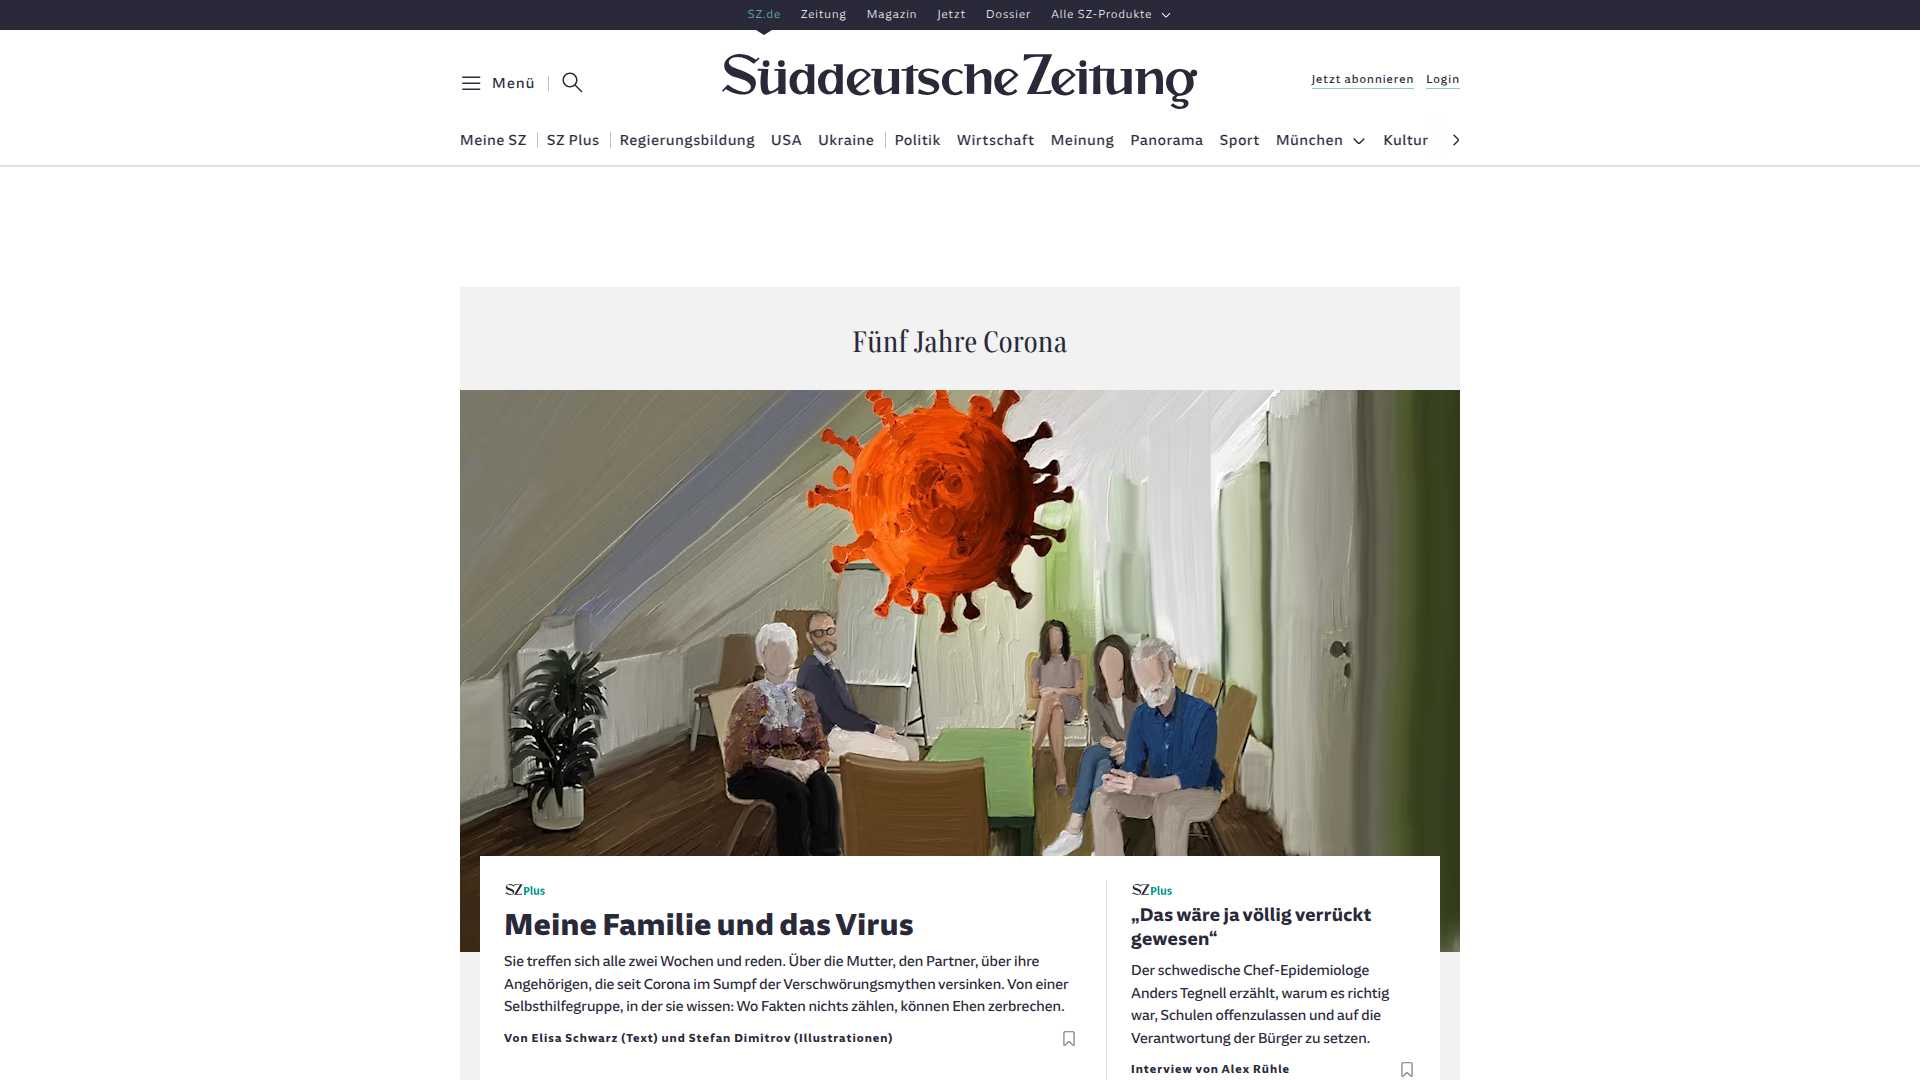 SZ.de Zeitung Magazin Jetzt Dossier Alle SZ-Produkte
Menü
Süddeutsche Zeitung
Jetzt abonnieren Login
Meine SZ SZ Plus Regierungsbildung USA Ukraine Politik Wirtschaft Meinung Panorama Sport München Kultur
Fünf Jahre Corona
SZ Plus
Meine Familie und das Virus
Sie treffen sich alle zwei Wochen und reden. Über die Mutter, den Partner, über ihre
Angehörigen, die seit Corona im Sumpf der Verschwörungsmythen versinken. Von einer
Selbsthilfegruppe, in der sie wissen: Wo Fakten nichts zählen, können Ehen zerbrechen.
Von Elisa Schwarz (Text) und Stefan Dimitrov (Illustrationen)
SZ Plus
„Das wäre ja völlig verrückt
gewesen“
Der schwedische Chef-Epidemiologe
Anders Tegnell erzählt, warum es richtig
war, Schulen offenzulassen und auf die
Verantwortung der Bürger zu setzen.
Interview von Alex Rühle